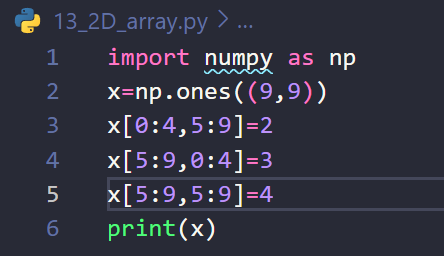 13_2D_array.py > ...
1 import numpy as np
2 x=np.ones((9,9))
3 x[0:4,5:9]=2
4 x[5:9,0:4]=3
5 x[5:9,5:9]=4
6 print(x)